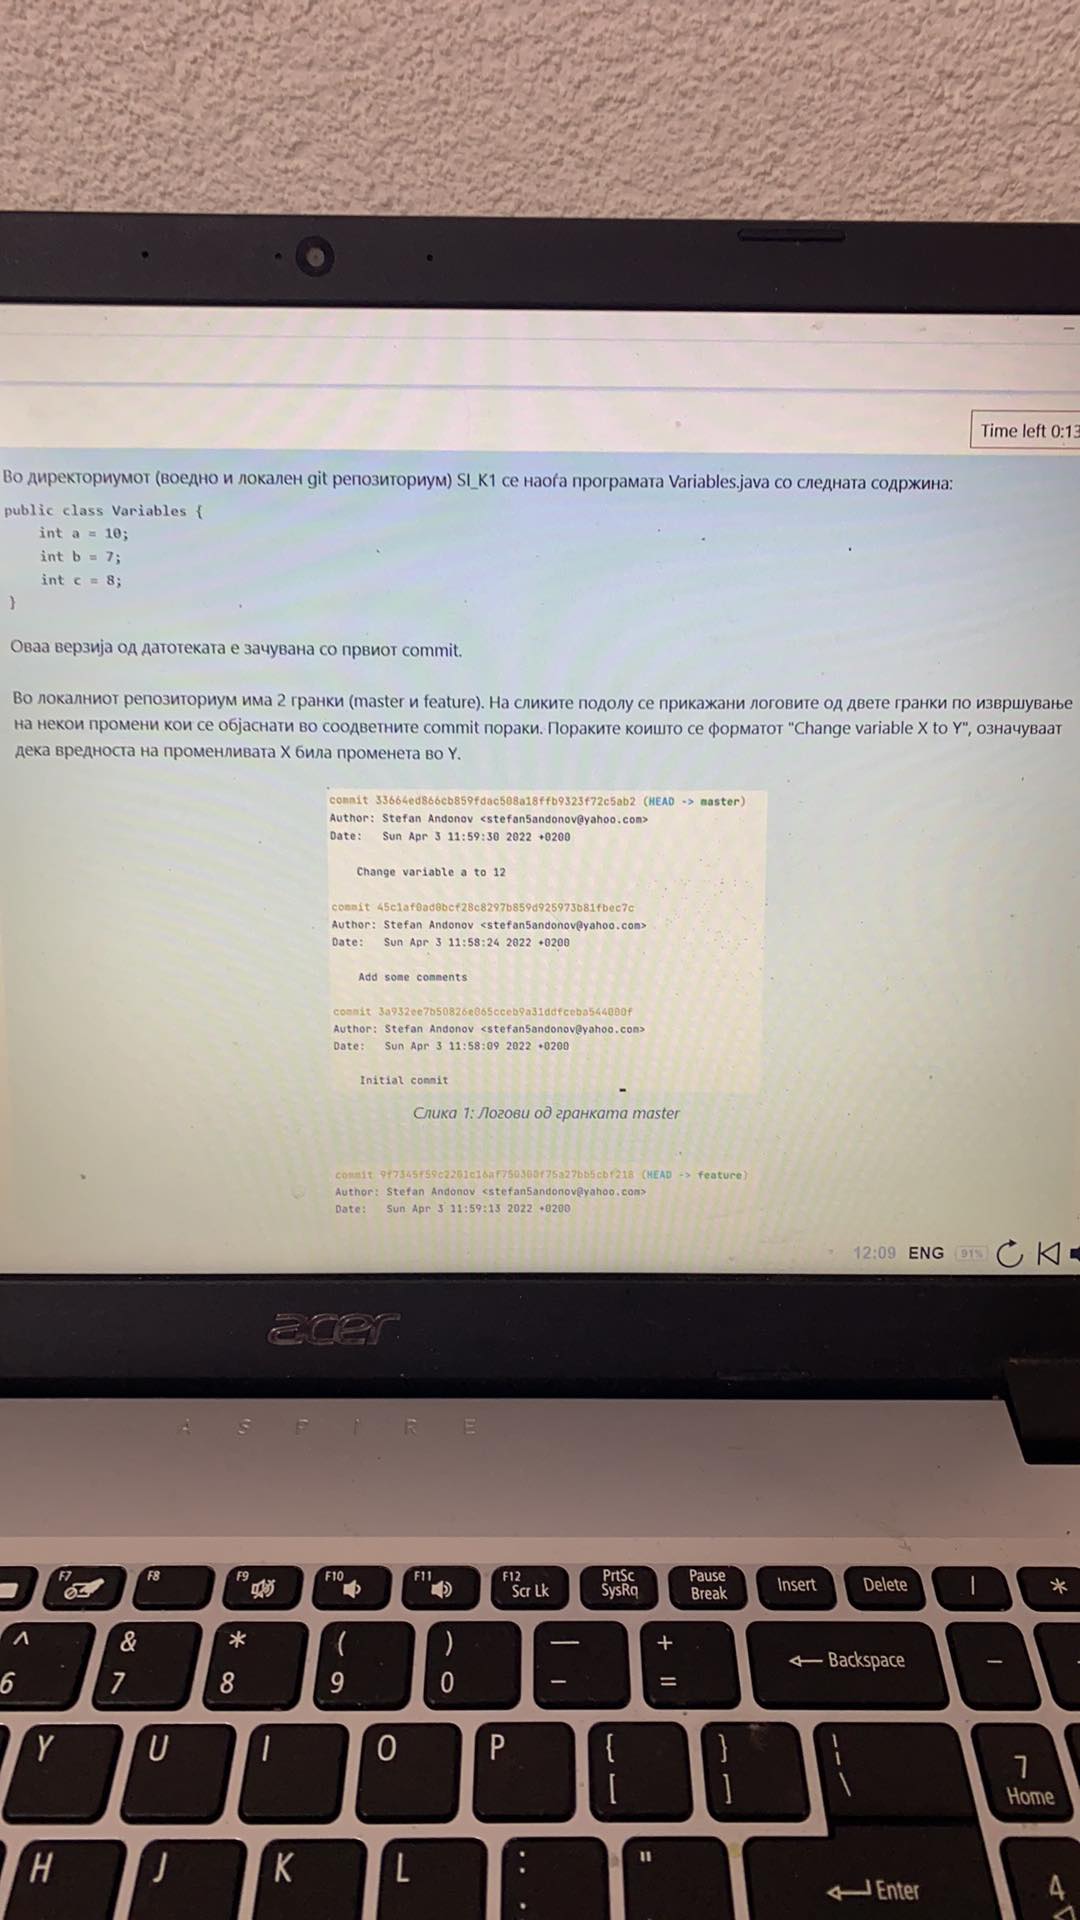 Time left 0:13
Во директориумот (воедно и локален git репозиториум) SI_K1 се наоѓа програмата Variables.java со следната содржина:
public class Variables {
int a = 10;
int b = 7;
int c = 8;
}
Оваа верзија од датотеката е зачувана со првиот commit.
Во локалниот репозиториум има 2 гранки (master и feature). На сликите подолу се прикажани логовите од двете гранки по извршување
на некои промени кои се објаснати во соодветните commit пораки. Пораките коишто се форматот "Change variable X to Y", означуваат
дека вредноста на променливата X била променета во Y.
commit 33664ed866cb859fdac508a18ffb9323f72c5ab2 (HEAD -> master)
Author: Stefan Andonov <stefan5andonov@yahoo.com>
Date: Sun Apr 3 11:59:30 2022 +0200
Change variable a to 12
commit 45c1af0ad0bcf28c8297b859d925973b81fbec7c
Author: Stefan Andonov <stefan5andonov@yahoo.com>
Date: Sun Apr 3 11:58:24 2022 +0200
Add some comments
commit 3a932ee7b50826e065cceb9a31ddfceba544000f
Author: Stefan Andonov <stefan5andonov@yahoo.com>
Date: Sun Apr 3 11:58:09 2022 +0200
Initial commit
Слика 1: Логови од гранката master
commit 9f7345f59c2201c16af750300f75a27bb5cbf218 (HEAD -> feature)
Author: Stefan Andonov <stefan5andonov@yahoo.com>
Date: Sun Apr 3 11:59:13 2022 +0200
12:09 ENG 91%
acer
ASPIRE
F7 F8 F9 F10 F11 F12 Scr Lk PrtSc SysRq Pause Break Insert Delete | *
^ 6 & 7 * 8 ( 9 ) 0 — - + = Backspace -
Y U I O P { [ } ] ¦ \ 7 Home
H J K L : " Enter 4